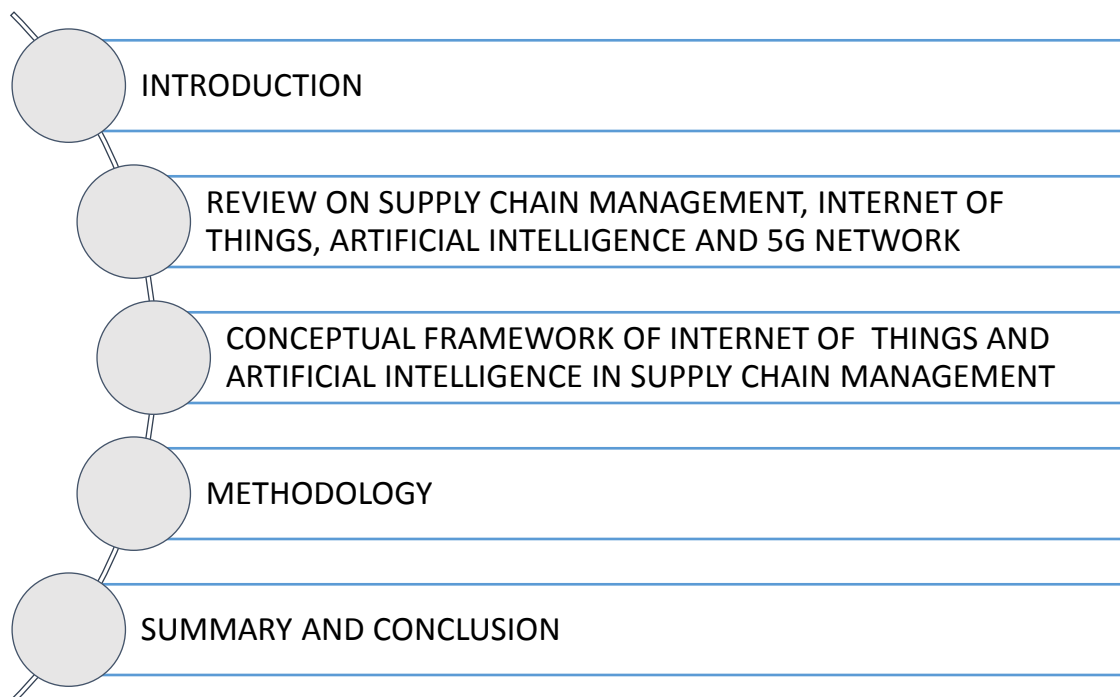 INTRODUCTION
REVIEW ON SUPPLY CHAIN MANAGEMENT, INTERNET OF
THINGS, ARTIFICIAL INTELLIGENCE AND 5G NETWORK
CONCEPTUAL FRAMEWORK OF INTERNET OF  THINGS AND
ARTIFICIAL INTELLIGENCE IN SUPPLY CHAIN MANAGEMENT
METHODOLOGY
SUMMARY AND CONCLUSION